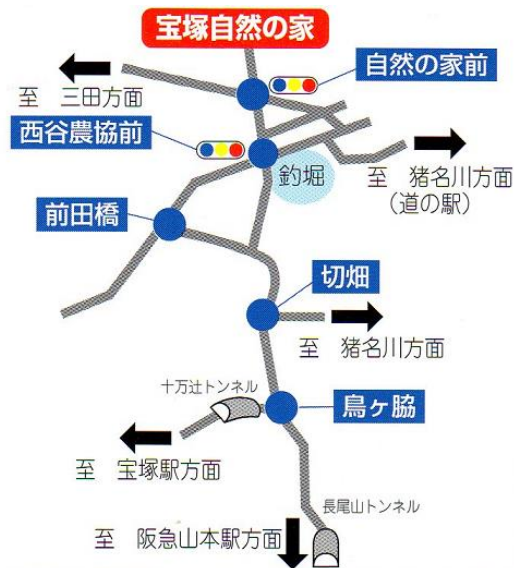 宝塚自然の家
自然の家前
至 三田方面
西谷農協前
釣堀
至 猪名川方面
(道の駅)
前田橋
切畑
至 猪名川方面
十万辻トンネル
鳥ヶ脇
至 宝塚駅方面
長尾山トンネル
至 阪急山本駅方面